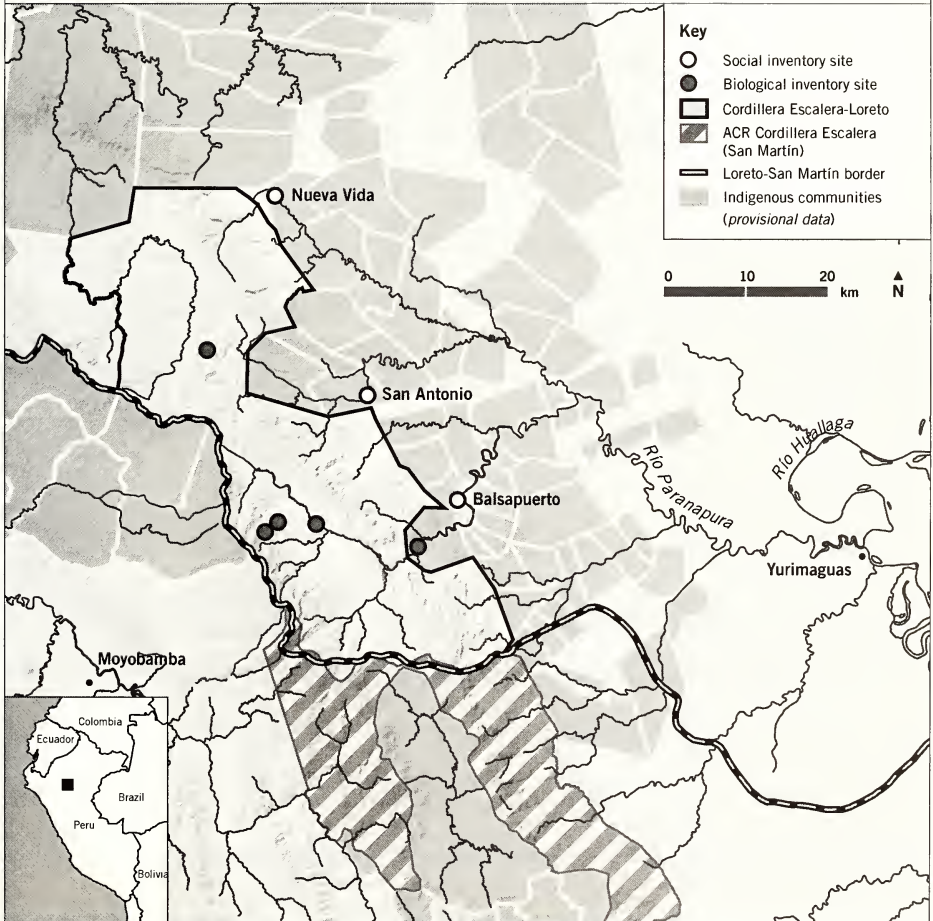 Key
Social inventory site
Biological inventory site
Cordillera Escalera-Loreto
ACR Cordillera Escalera
(San Martín)
Loreto-San Martín border
Indigenous communities
(provisional data)
0 10 20
km
N
Nueva Vida
San Antonio
Balsapuerto
Río Paranapura
Río Huallaga
Yurimaguas
Moyobamba
Colombia
Ecuador
Brazil
Peru
Bolivia